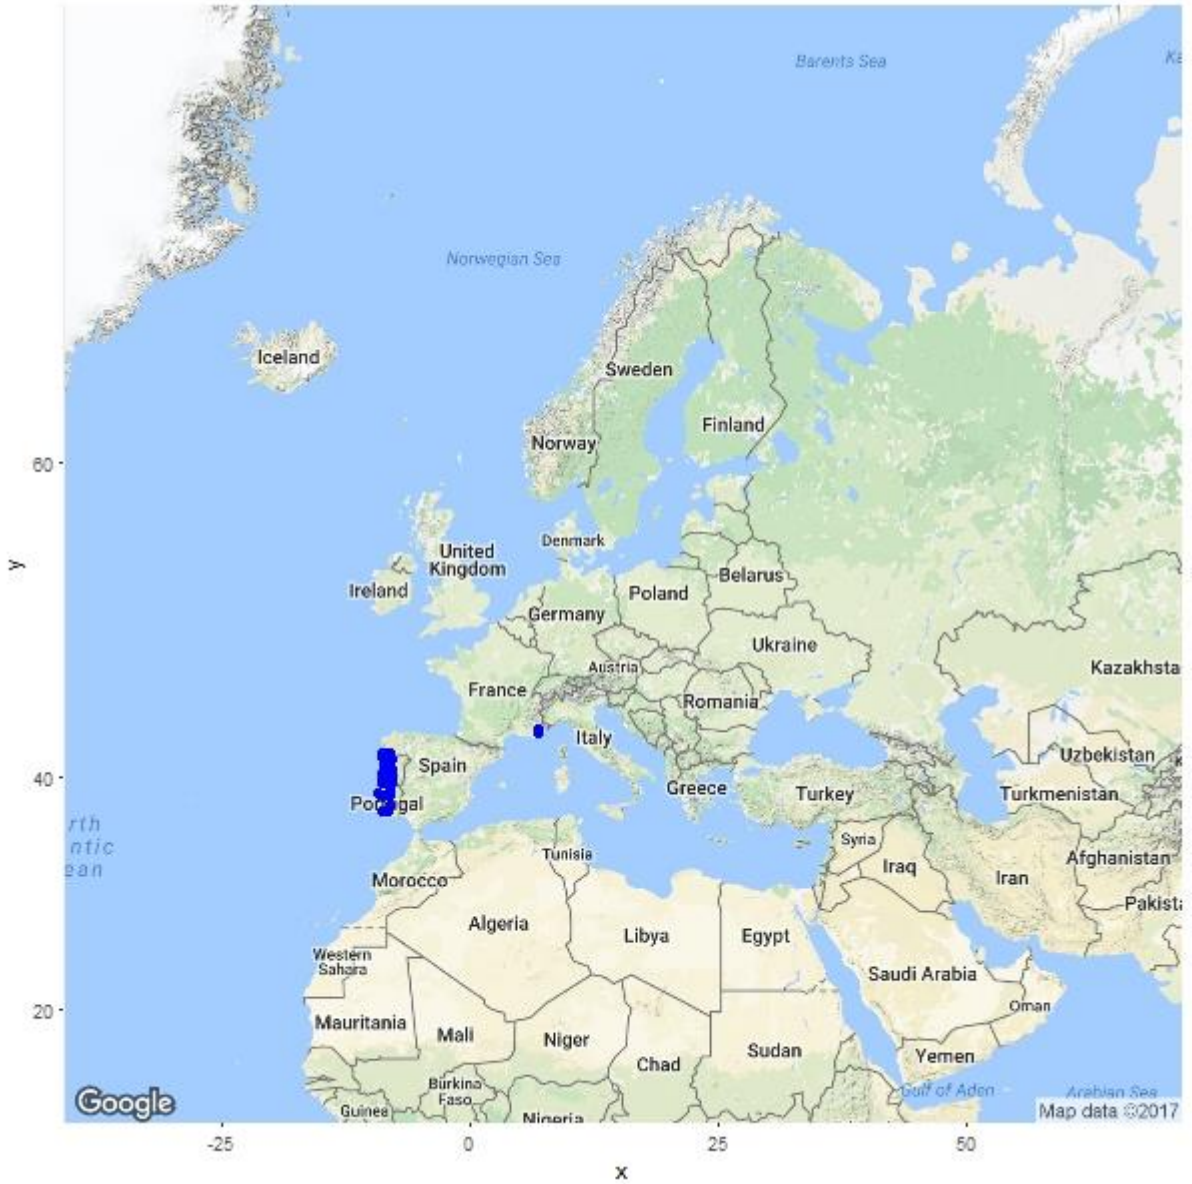 Barents Sea
Ka
Norwegian Sea
Iceland
Sweden
Finland
Norway
60
Denmark
United
Kingdom
Ireland
Belarus
Poland
Germany
y
Ukraine
Austria
Kazakhsta
France
Romania
Italy
Uzbekistan
40
Spain
Greece
Turkey
Turkmenistan
Portugal
rth
ntic
ean
Syria
Tunisia
Iraq
Afghanistan
Morocco
Iran
Pakista
Algeria
Libya
Egypt
Western
Sahara
Saudi Arabia
20
Oman
Mauritania
Mali
Niger
Sudan
Chad
Yemen
Burkina
Faso
Gulf of Aden
Arabian Sea
Google
Guinea
Nigeria
Map data ©2017
-25
0
25
50
x